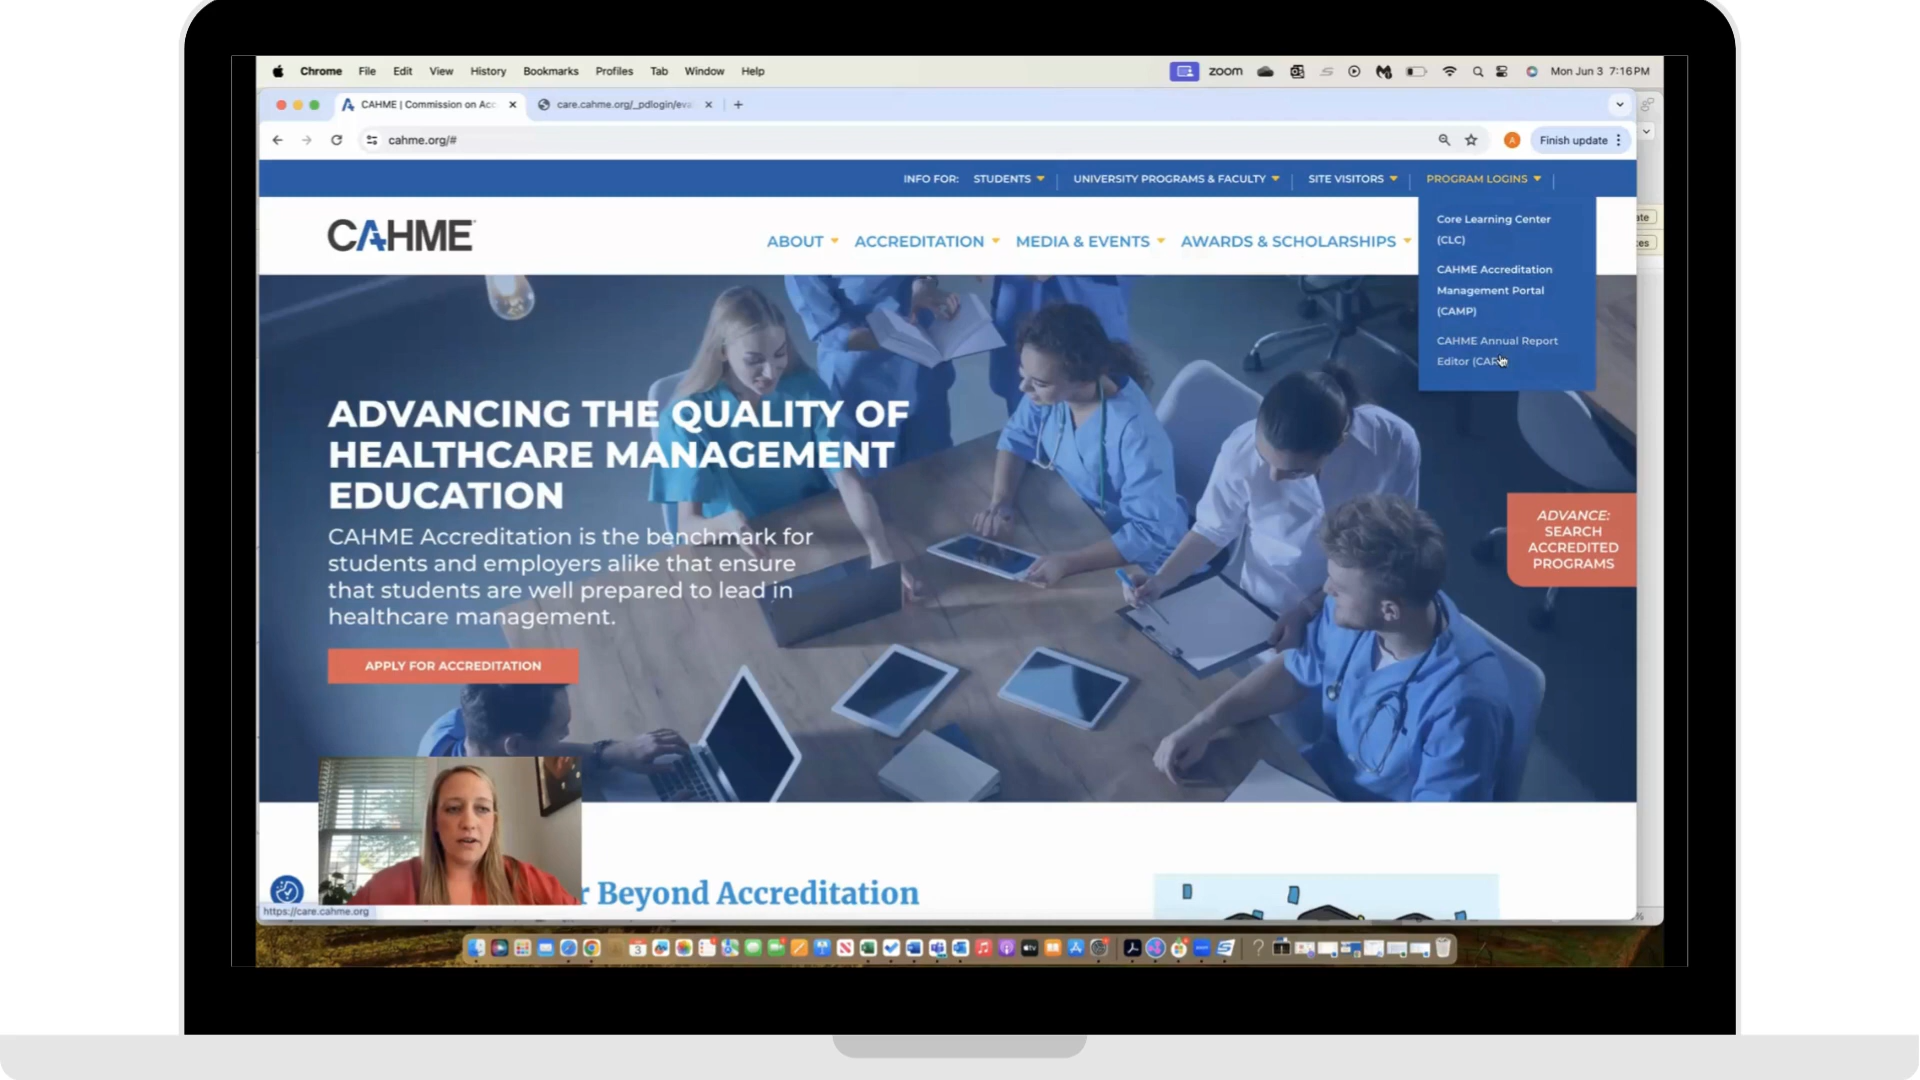 Chrome File Edit View History Bookmarks Profiles Tab Window Help zoom Mon Jun 3 7:16PM
CAHME | Commission on Acc care.cahme.org/_pdlogin/eva
cahme.org/# Finish update
INFO FOR: STUDENTS UNIVERSITY PROGRAMS & FACULTY SITE VISITORS PROGRAM LOGINS
CAHME
ABOUT ACCREDITATION MEDIA & EVENTS AWARDS & SCHOLARSHIPS
Core Learning Center
(CLC)
CAHME Accreditation
Management Portal
(CAMP)
CAHME Annual Report
Editor (CAR
ADVANCING THE QUALITY OF
HEALTHCARE MANAGEMENT
EDUCATION
CAHME Accreditation is the benchmark for
students and employers alike that ensure
that students are well prepared to lead in
healthcare management.
APPLY FOR ACCREDITATION
ADVANCE:
SEARCH
ACCREDITED
PROGRAMS
r Beyond Accreditation
https://care.cahme.org